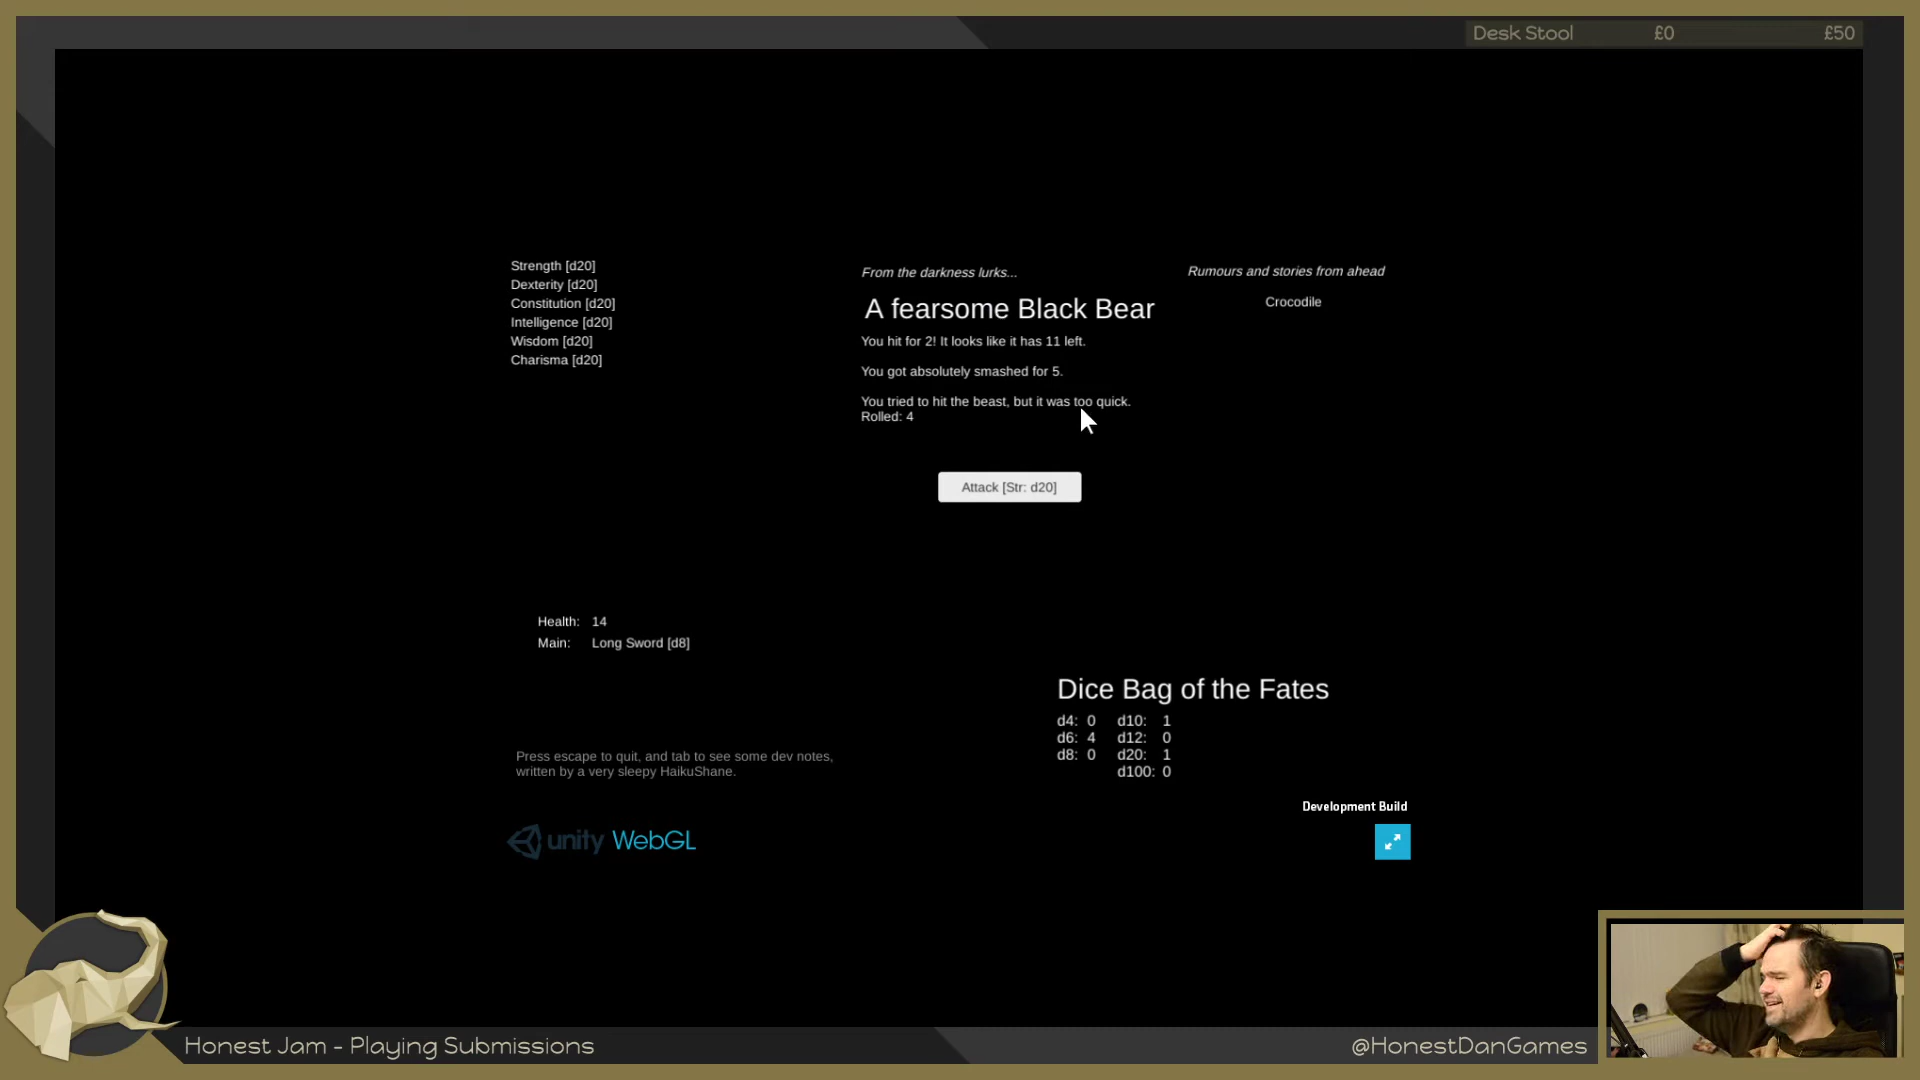 Desk Stool £0 £50
Strength [d20]
Dexterity [d20]
Constitution [d20]
Intelligence [d20]
Wisdom [d20]
Charisma [d20]
From the darkness lurks...
A fearsome Black Bear
You hit for 2! It looks like it has 11 left.
You got absolutely smashed for 5.
You tried to hit the beast, but it was too quick.
Rolled: 4
Attack [Str: d20]
Rumours and stories from ahead
Crocodile
Health: 14
Main: Long Sword [d8]
Dice Bag of the Fates
d4: 0 d10: 1
d6: 4 d12: 0
d8: 0 d20: 1
d100: 0
Press escape to quit, and tab to see some dev notes,
written by a very sleepy HaikuShane.
Development Build
unity WebGL
Honest Jam - Playing Submissions
@HonestDanGames